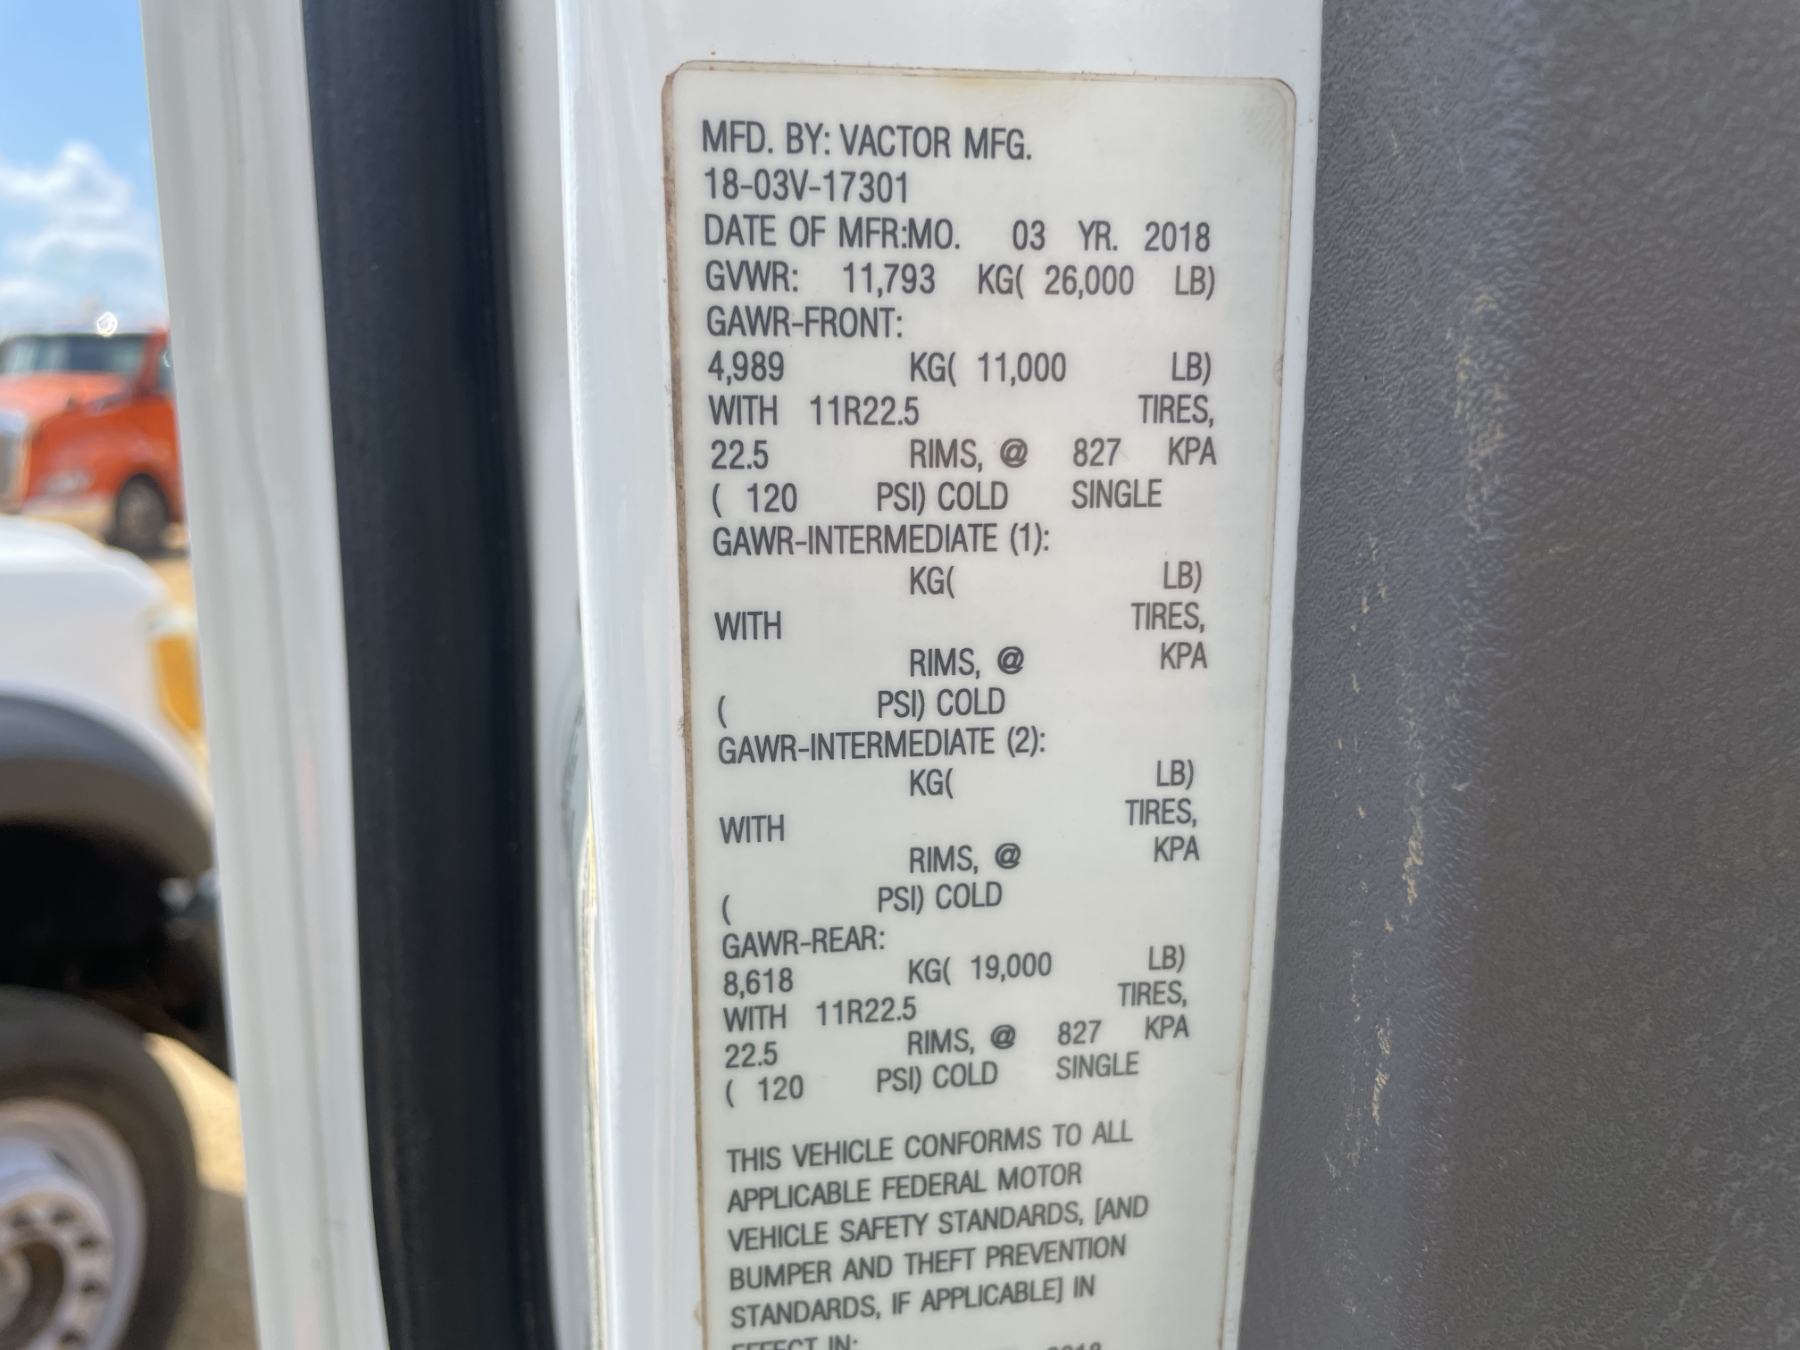 MFD. BY: VACTOR MFG.
18-03V-17301
DATE OF MFR:MO. 03 YR. 2018
GVWR: 11,793 KG( 26,000 LB)
GAWR-FRONT:
4,989 KG( 11,000 LB)
WITH 11R22.5 TIRES,
22.5 RIMS, @ 827 KPA
( 120 PSI) COLD SINGLE
GAWR-INTERMEDIATE (1):
KG( LB)
WITH TIRES,
RIMS, @ KPA
( PSI) COLD
GAWR-INTERMEDIATE (2):
KG( LB)
WITH TIRES,
RIMS, @ KPA
( PSI) COLD
GAWR-REAR:
8,618 KG( 19,000 LB)
WITH 11R22.5 TIRES,
22.5 RIMS, @ 827 KPA
( 120 PSI) COLD SINGLE
THIS VEHICLE CONFORMS TO ALL
APPLICABLE FEDERAL MOTOR
VEHICLE SAFETY STANDARDS, [AND
BUMPER AND THEFT PREVENTION
STANDARDS, IF APPLICABLE] IN
EFFECT IN: